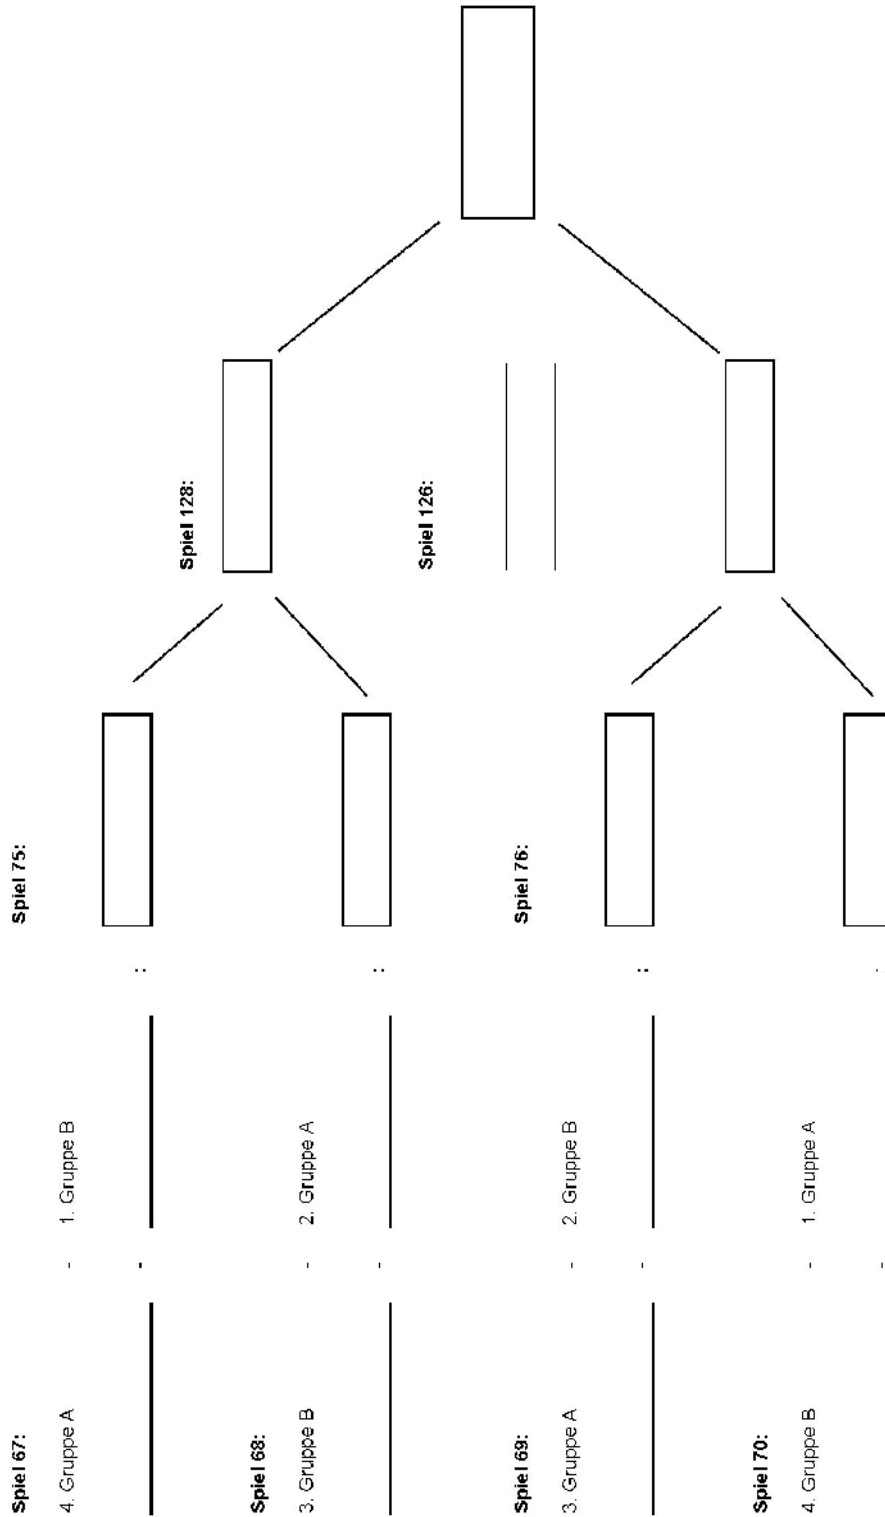 Spiel 67:
4. Gruppe A - 1. Gruppe B
- :
Spiel 68:
3. Gruppe B - 2. Gruppe A
- :
Spiel 69:
3. Gruppe A - 2. Gruppe B
- :
Spiel 70:
4. Gruppe B - 1. Gruppe A
- :
Spiel 75:
Spiel 76:
Spiel 128:
Spiel 126: